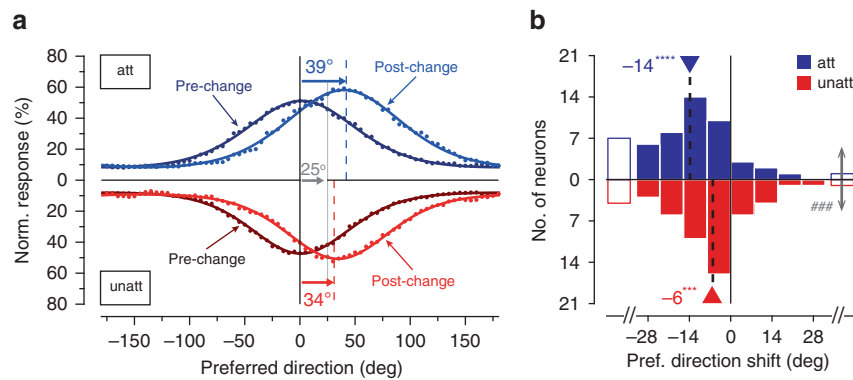 a
80
60
40
20
0
20
40
60
80
Norm. response (%)
att
unatt
Pre-change
39°
Post-change
25°
Pre-change
Post-change
34°
−150
−100
−50
0
50
100
150
Preferred direction (deg)
b
21
14
7
0
7
14
21
No. of neurons
−14****
att
unatt
###
−6***
−28
−14
0
14
28
Pref. direction shift (deg)